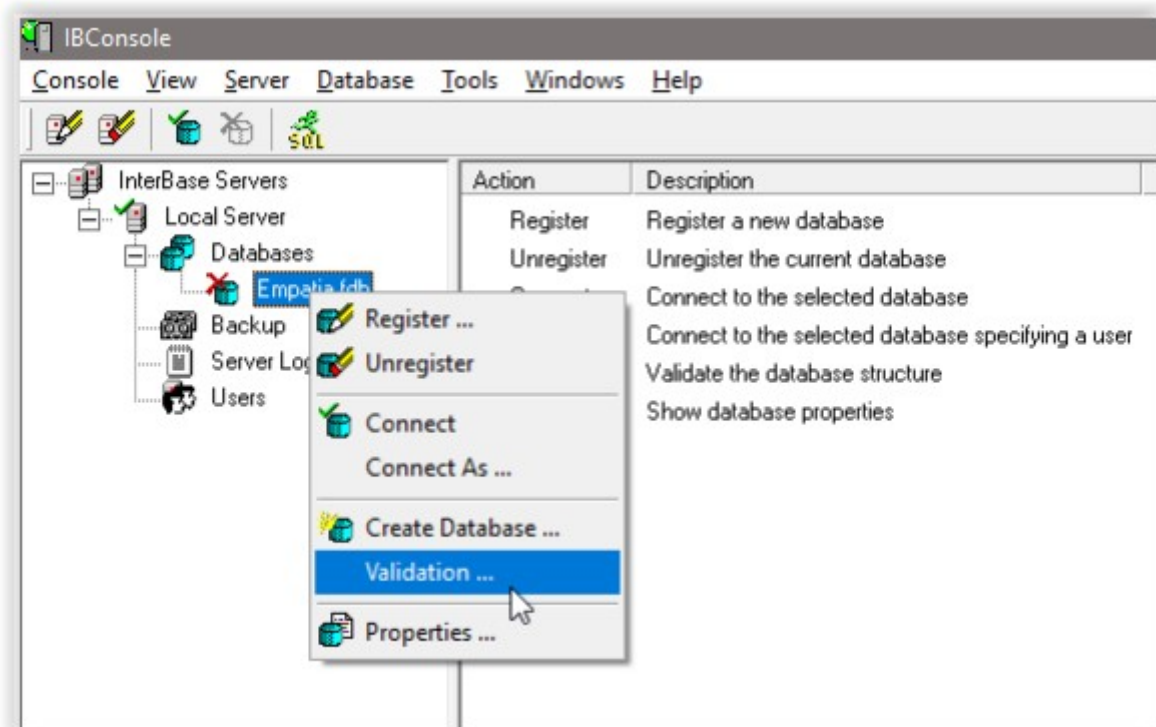 IBConsole
Console View Server Database Tools Windows Help
SQL
InterBase Servers
Local Server
Databases
Empatia.fdb
Backup
Server Log
Users
Action Description
Register Register a new database
Unregister Unregister the current database
Connect to the selected database
Connect to the selected database specifying a user
Validate the database structure
Show database properties
Register ...
Unregister
Connect
Connect As ...
Create Database ...
Validation ...
Properties ...